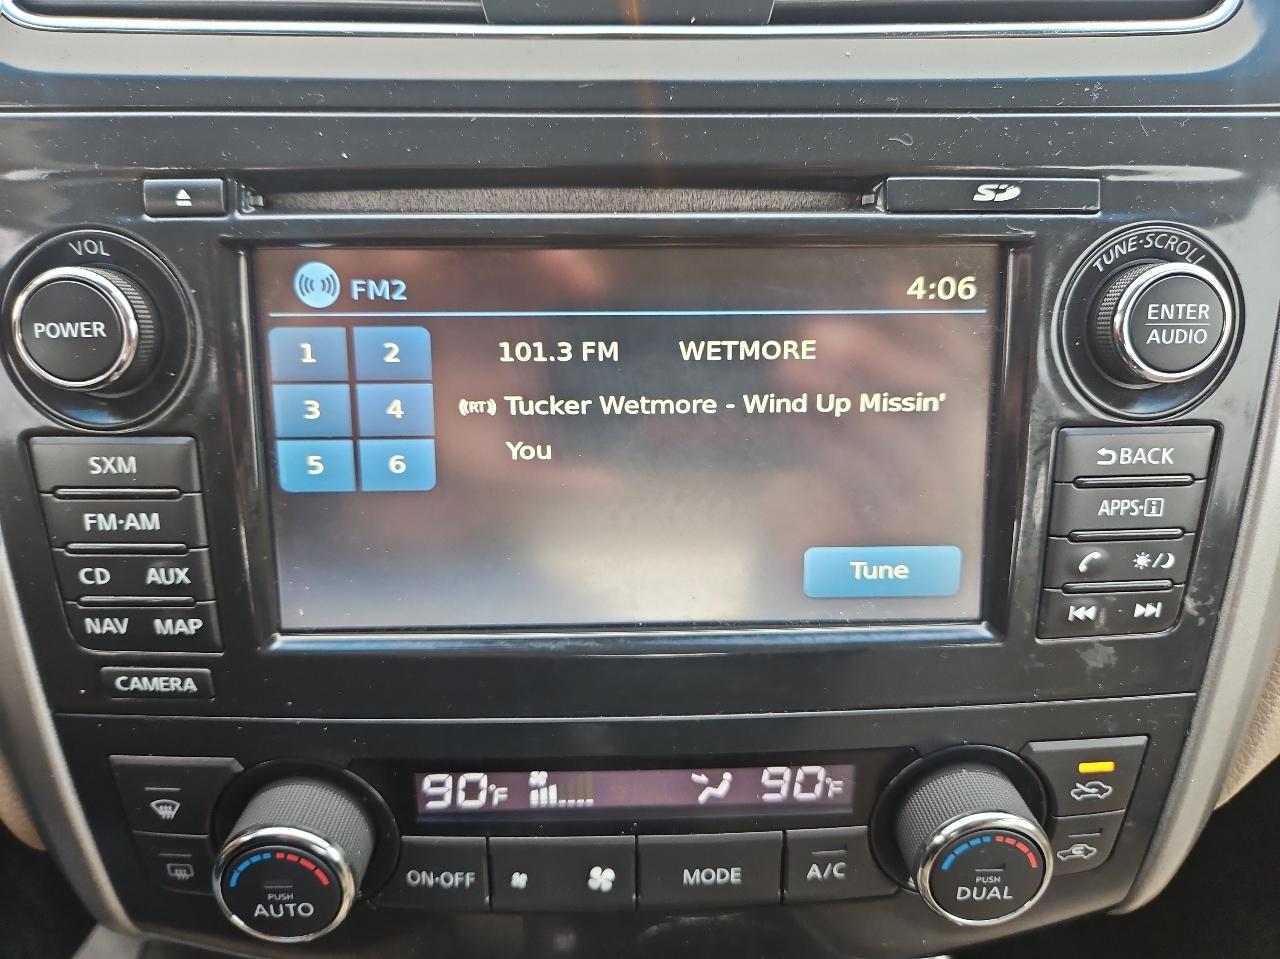 SD
VOL
TUNE·SCROLL
POWER
ENTER
AUDIO
FM2
4:06
1 2
101.3 FM WETMORE
3 4
(RT) Tucker Wetmore - Wind Up Missin'
You
5 6
Tune
SXM
FM·AM
CD AUX
NAV MAP
CAMERA
BACK
APPS·i
90°F
90°F
PUSH
AUTO
ON·OFF
MODE
A/C
PUSH
DUAL